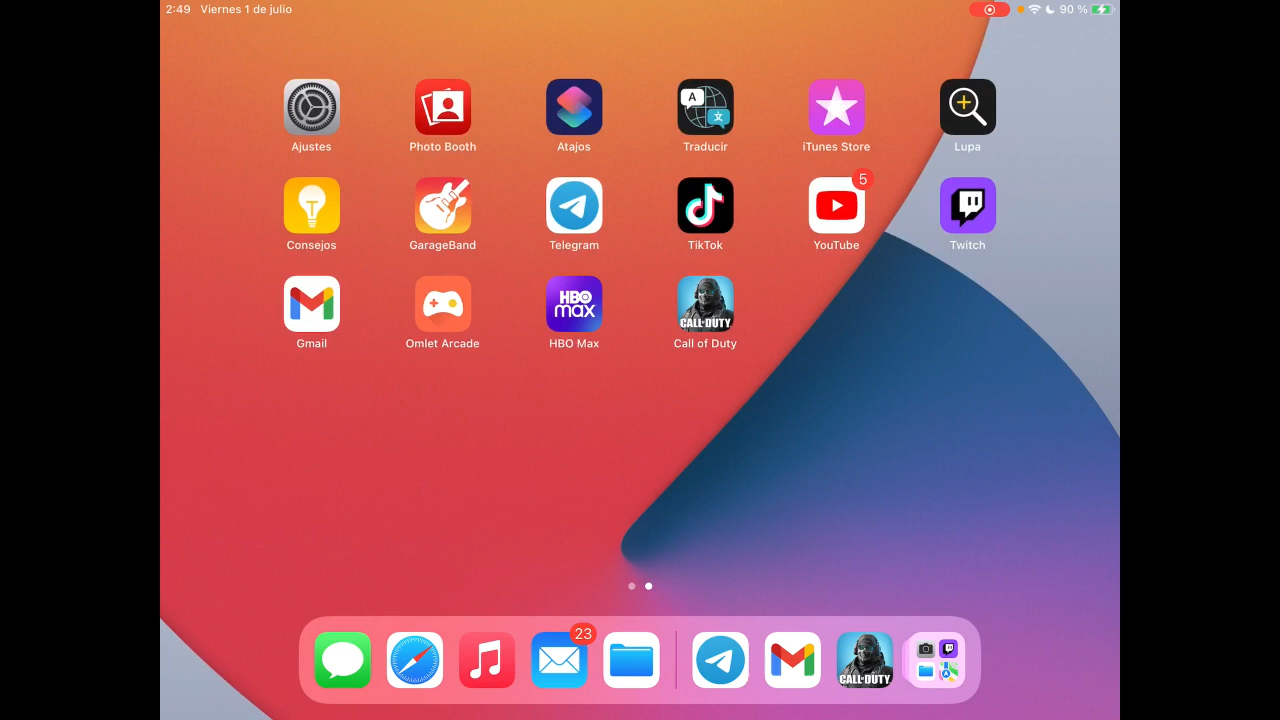 2:49 Viernes 1 de julio 90 %
Ajustes Photo Booth Atajos Traducir iTunes Store Lupa
5
Consejos GarageBand Telegram TikTok YouTube Twitch
HBO
max
CALL·DUTY
Gmail Omlet Arcade HBO Max Call of Duty
23
CALL·DUTY